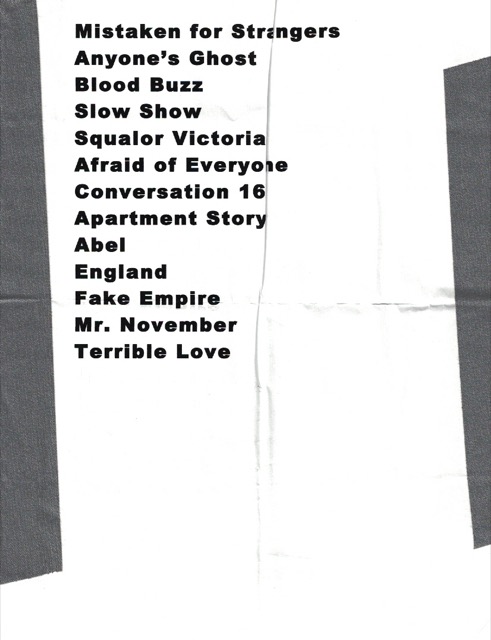 Mistaken for Strangers
Anyone’s Ghost
Blood Buzz
Slow Show
Squalor Victoria
Afraid of Everyone
Conversation 16
Apartment Story
Abel
England
Fake Empire
Mr. November
Terrible Love